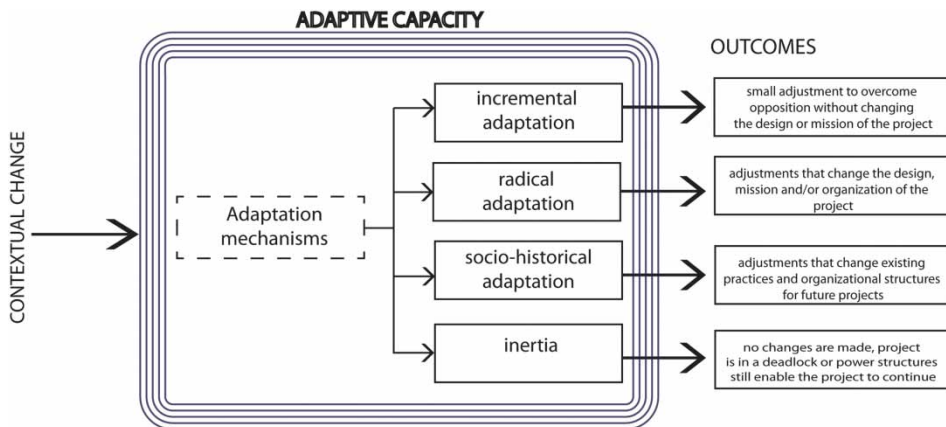 ADAPTIVE CAPACITY
CONTEXTUAL CHANGE
Adaptation
mechanisms
incremental
adaptation
radical
adaptation
socio-historical
adaptation
inertia
OUTCOMES
small adjustment to overcome
opposition without changing
the design or mission of the project
adjustments that change the design,
mission and/or organization of the
project
adjustments that change existing
practices and organizational structures
for future projects
no changes are made, project
is in a deadlock or power structures
still enable the project to continue